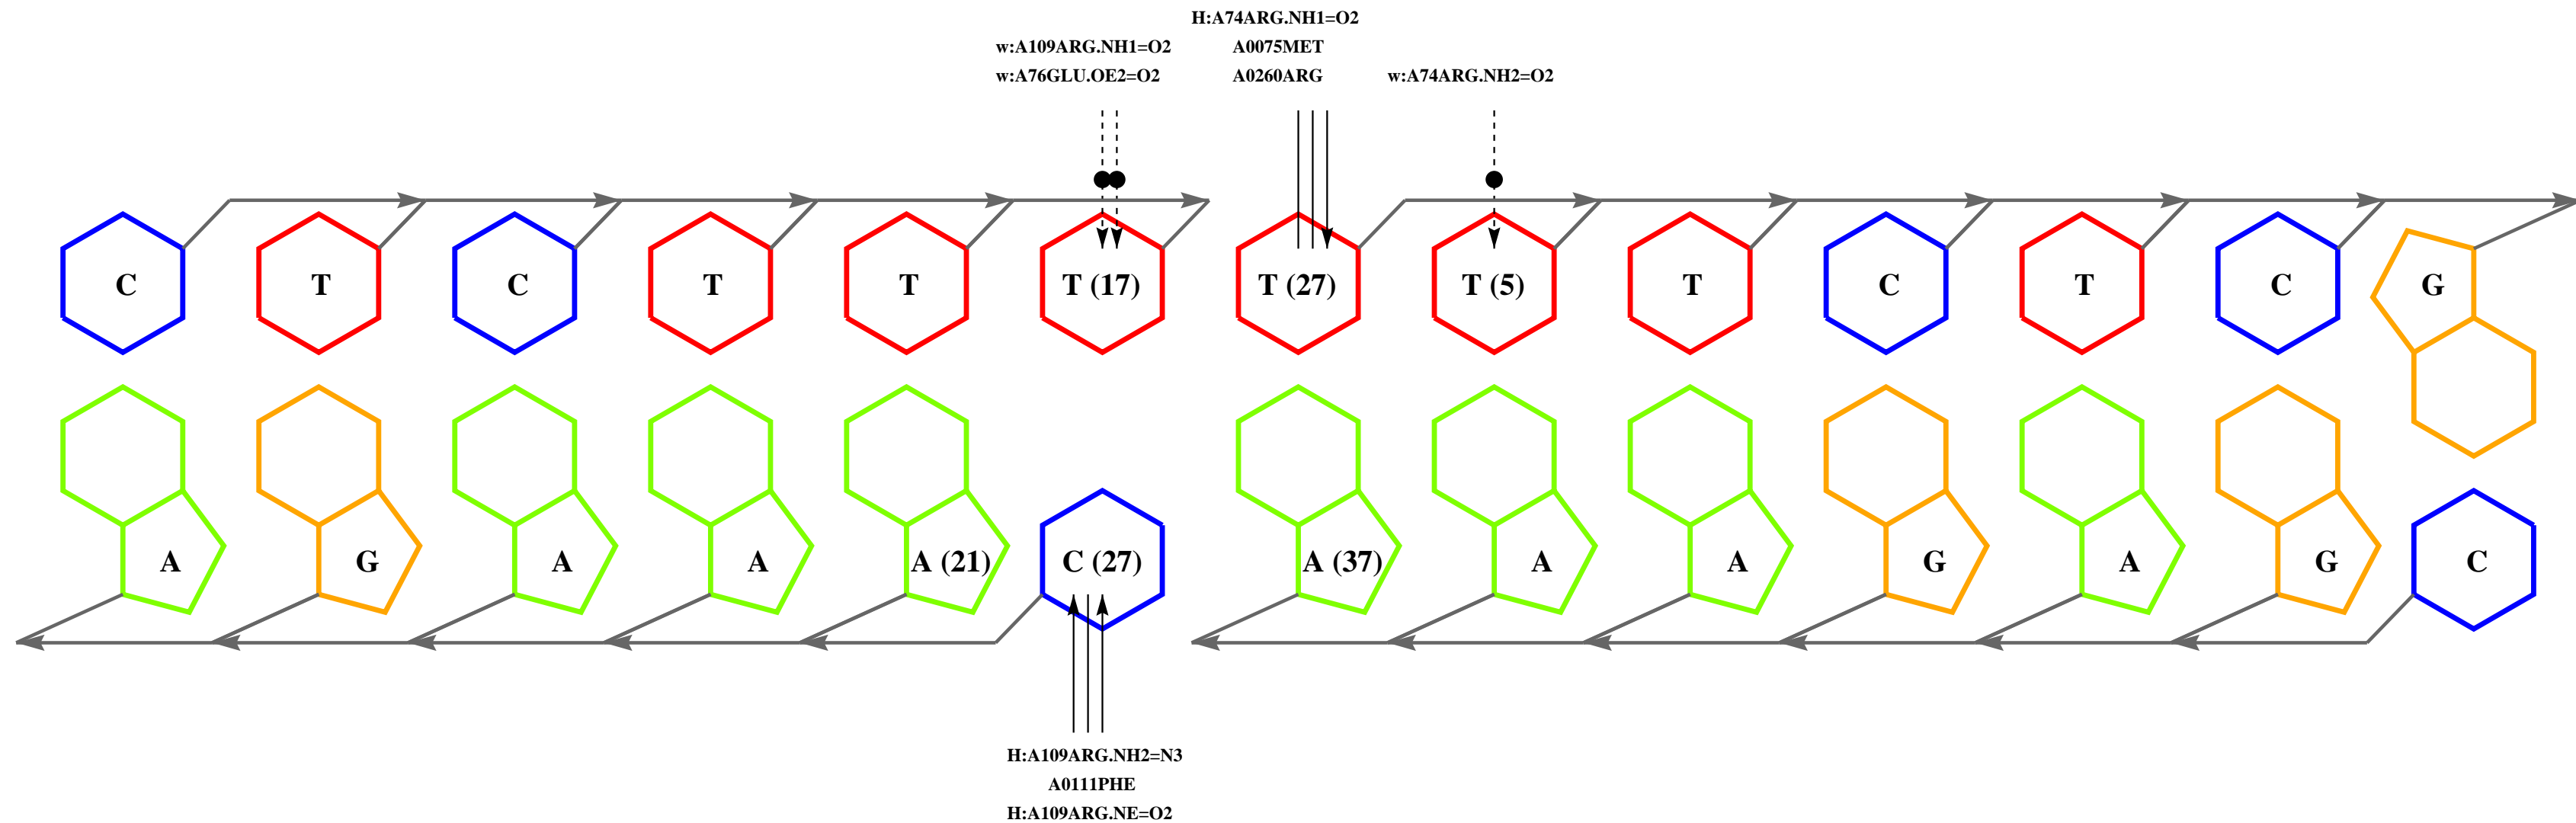 H:A74ARG.NH1=O2
w:A109ARG.NH1=O2 A0075MET
w:A76GLU.OE2=O2 A0260ARG w:A74ARG.NH2=O2
C T C T T T (17) T (27) T (5) T C T C G
A G A A A (21) C (27) A (37) A A G A G C
H:A109ARG.NH2=N3
A0111PHE
H:A109ARG.NE=O2